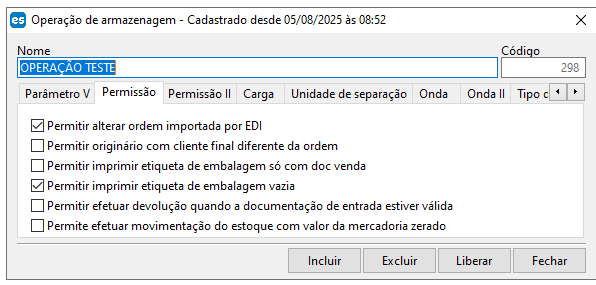 es Operação de armazenagem - Cadastrado desde 05/08/2025 às 08:52
Nome Código
OPERAÇÃO TESTE 298
Parâmetro V Permissão Permissão II Carga Unidade de separação Onda Onda II Tipo
Permitir alterar ordem importada por EDI
Permitir originário com cliente final diferente da ordem
Permitir imprimir etiqueta de embalagem só com doc venda
Permitir imprimir etiqueta de embalagem vazia
Permitir efetuar devolução quando a documentação de entrada estiver válida
Permite efetuar movimentação do estoque com valor da mercadoria zerado
Incluir Excluir Liberar Fechar